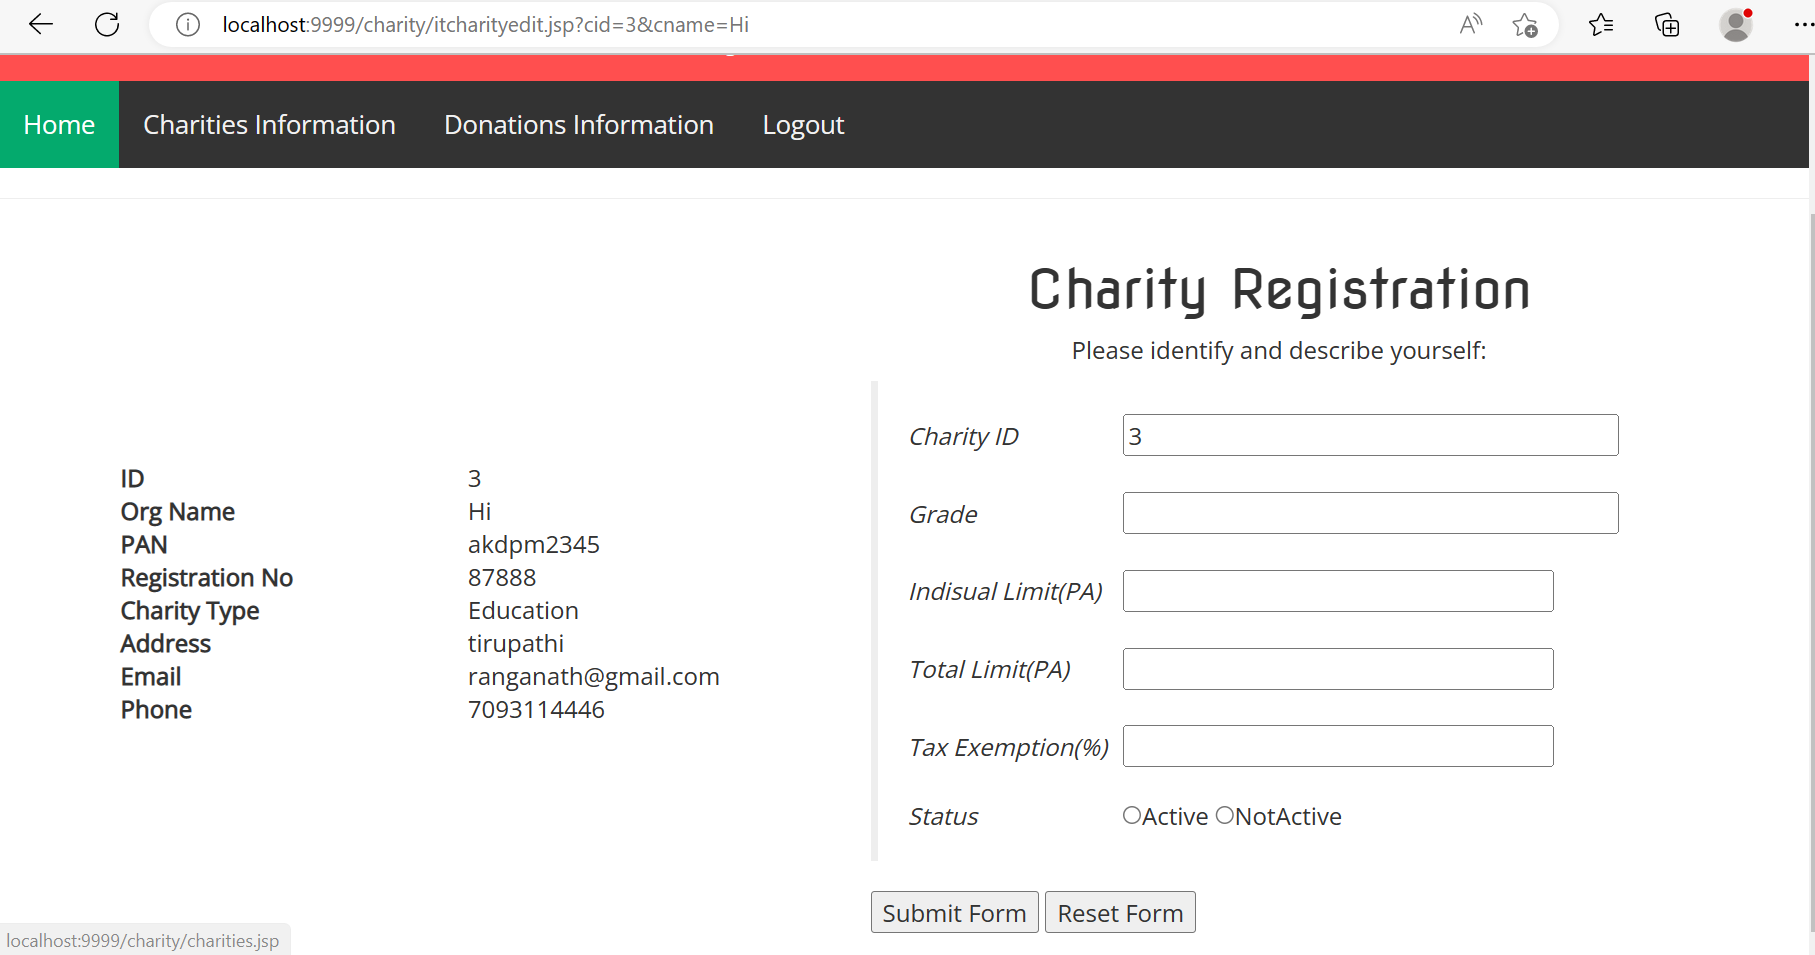 localhost:9999/charity/itcharityedit.jsp?cid=3&cname=Hi
Home Charities Information Donations Information Logout
Charity Registration
Please identify and describe yourself:
ID 3
Org Name Hi
PAN akdpm2345
Registration No 87888
Charity Type Education
Address tirupathi
Email ranganath@gmail.com
Phone 7093114446
Charity ID 3
Grade
Indisual Limit(PA)
Total Limit(PA)
Tax Exemption(%)
Status Active NotActive
Submit Form Reset Form
localhost:9999/charity/charities.jsp